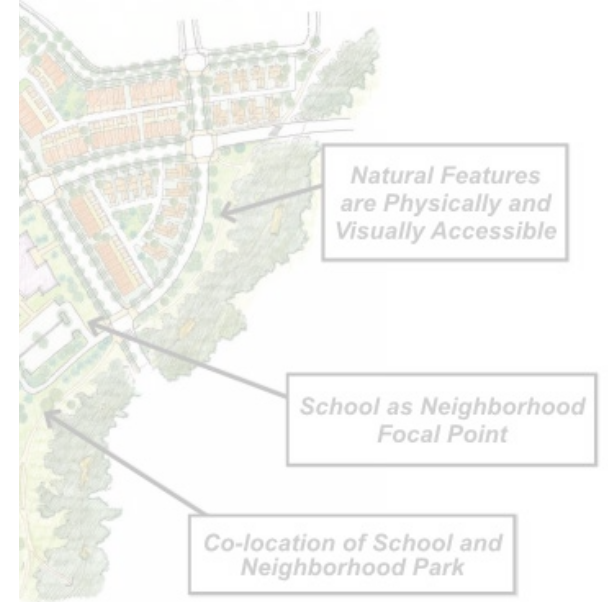 Natural Features
are Physically and
Visually Accessible
School as Neighborhood
Focal Point
Co-location of School and
Neighborhood Park